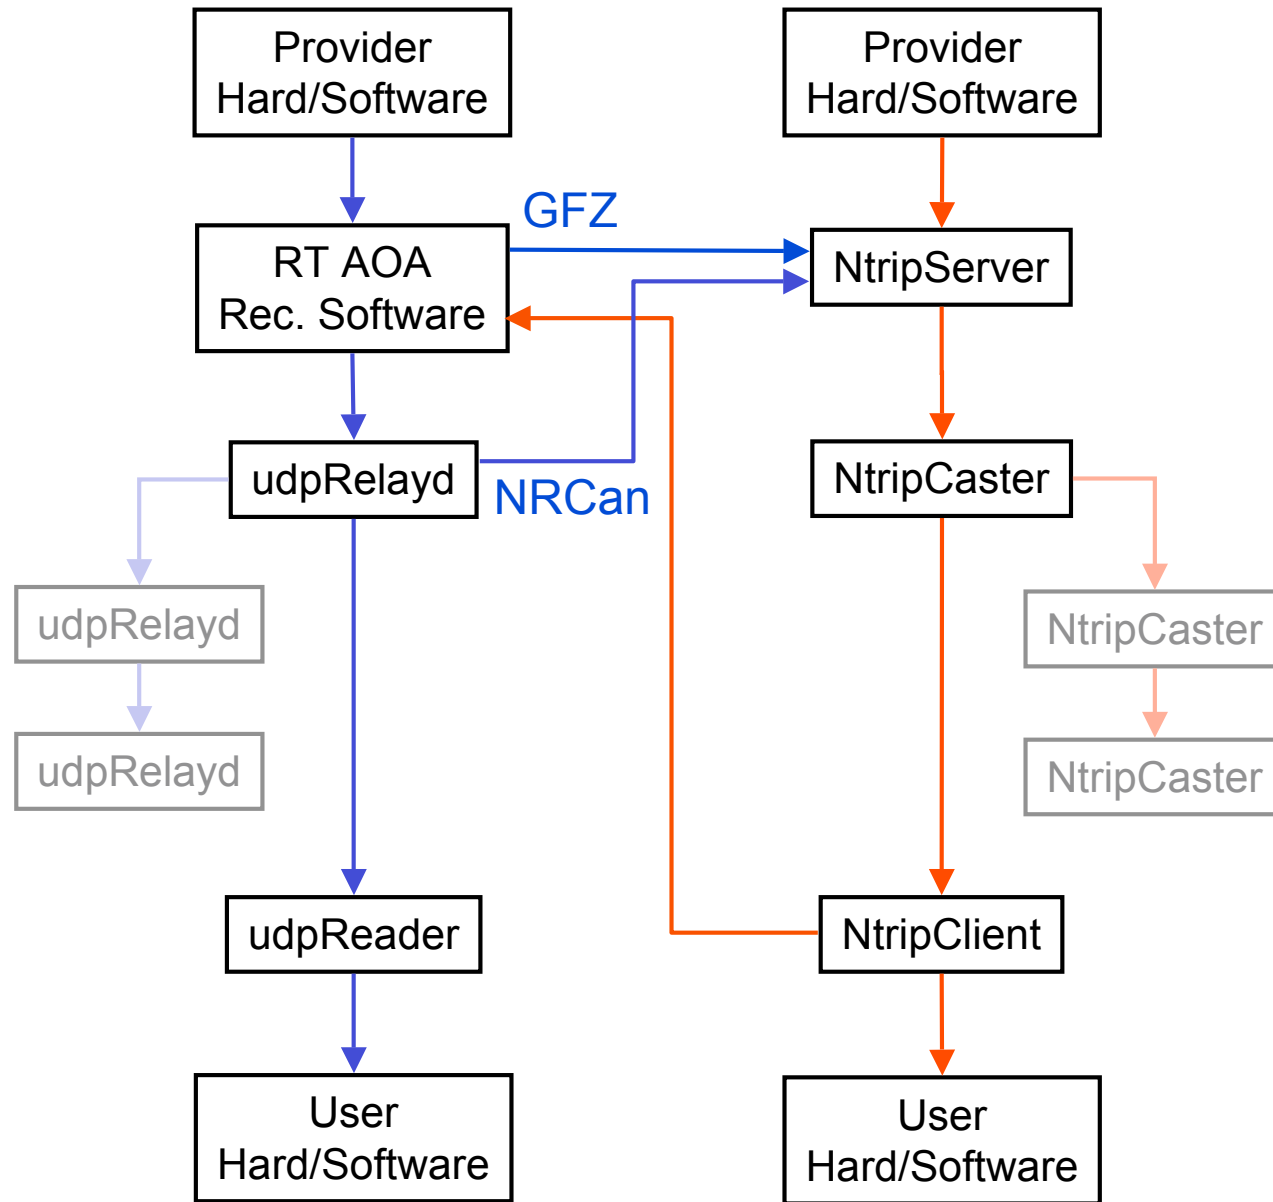 Provider
Hard/Software
Provider
Hard/Software
GFZ
RT AOA
Rec. Software
NtripServer
udpRelayd
NRCan
NtripCaster
udpRelayd
NtripCaster
udpRelayd
NtripCaster
udpReader
NtripClient
User
Hard/Software
User
Hard/Software